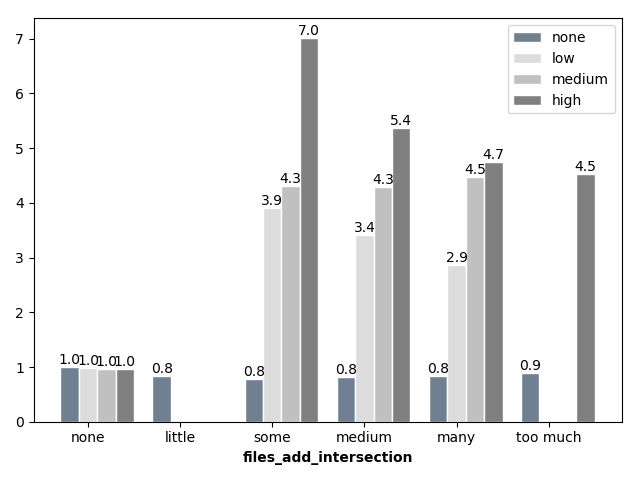 none
low
medium
high
7
6
5
4
3
2
1
0
1.0 1.0 1.0 1.0
0.8
0.8 3.9 4.3 7.0
0.8 3.4 4.3 5.4
0.8 2.9 4.5 4.7
0.9 4.5
none little some medium many too much
files_add_intersection